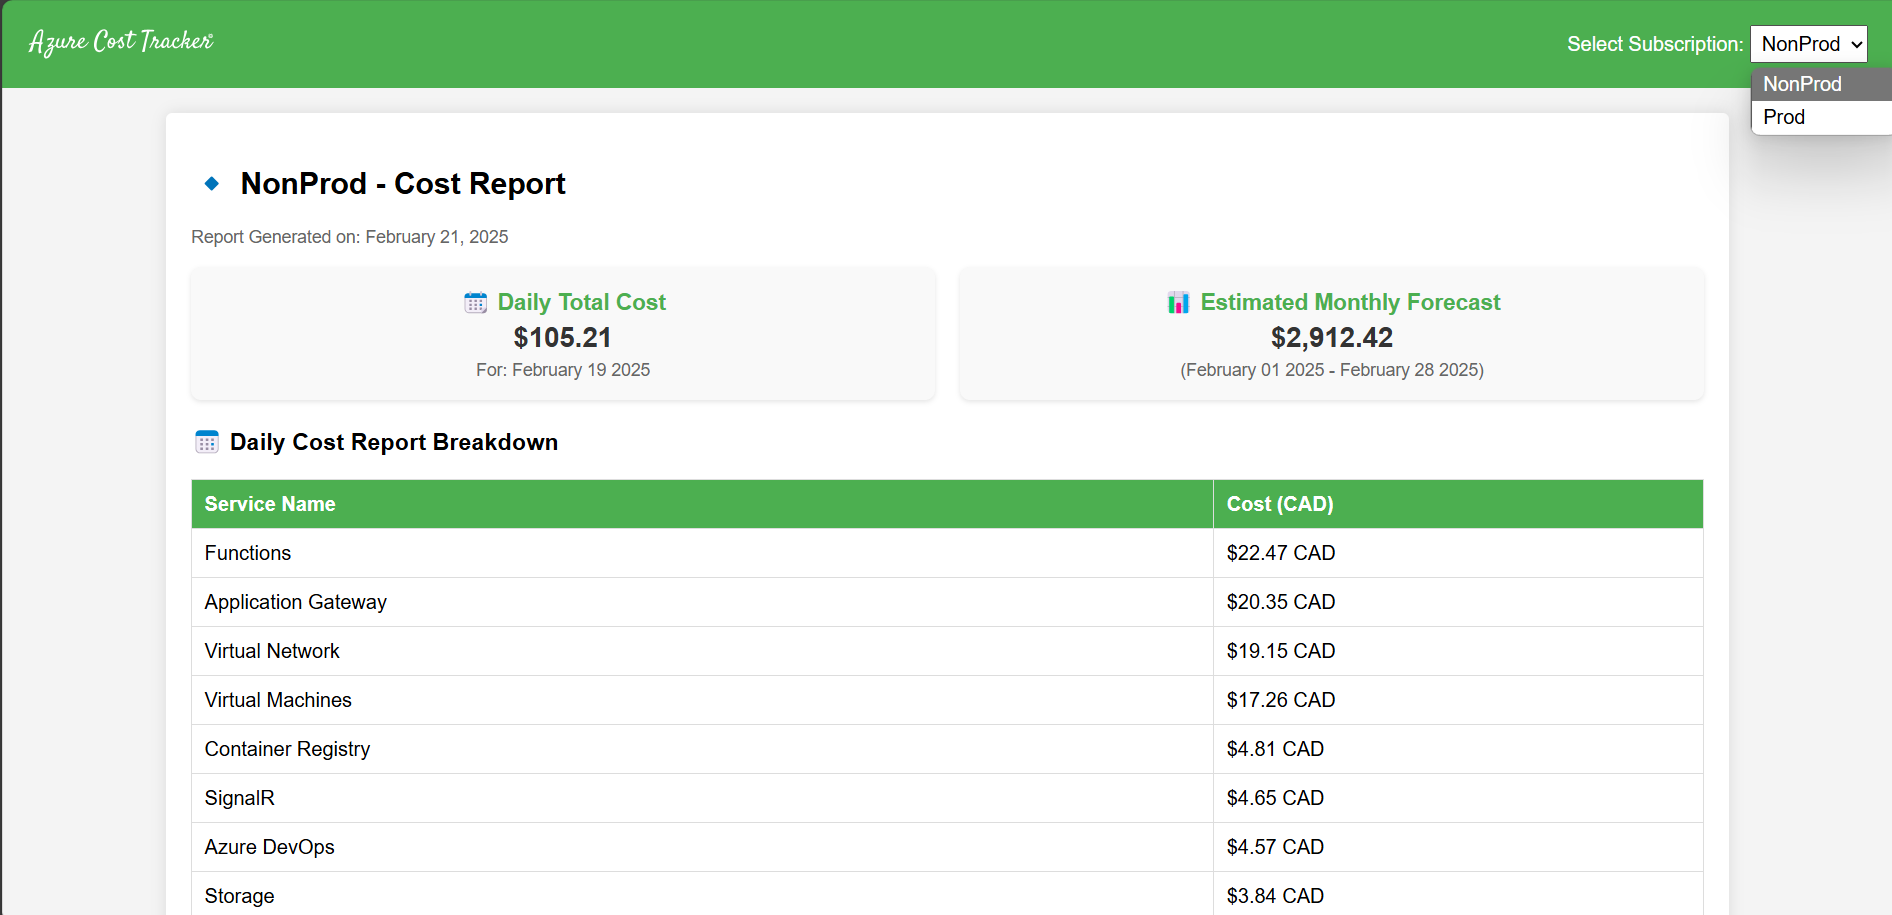 Azure Cost Tracker©
Select Subscription: NonProd
NonProd
Prod
NonProd - Cost Report
Report Generated on: February 21, 2025
Daily Total Cost
$105.21
For: February 19 2025
Estimated Monthly Forecast
$2,912.42
(February 01 2025 - February 28 2025)
Daily Cost Report Breakdown
Service Name Cost (CAD)
Functions $22.47 CAD
Application Gateway $20.35 CAD
Virtual Network $19.15 CAD
Virtual Machines $17.26 CAD
Container Registry $4.81 CAD
SignalR $4.65 CAD
Azure DevOps $4.57 CAD
Storage $3.84 CAD